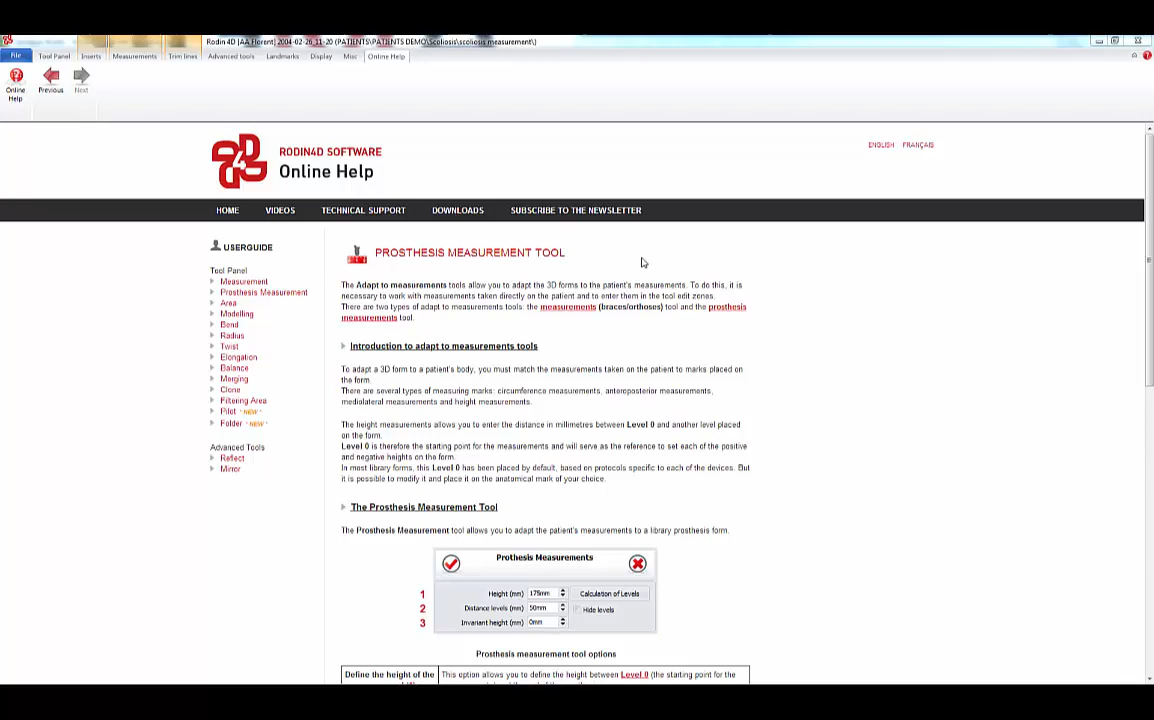 Rodin 4D [AA Florent] 2004-02-26_11-20 (PATIENTS\PATIENTS DEMO\Scoliosis\scoliosis measurement\)
File Tool Panel Inserts Measurements Trim lines Advanced tools Landmarks Display Misc Online Help
Online Help
Previous
Next
RODIN4D SOFTWARE
Online Help
ENGLISH FRANÇAIS
HOME VIDEOS TECHNICAL SUPPORT DOWNLOADS SUBSCRIBE TO THE NEWSLETTER
USERGUIDE
Tool Panel
Measurement
Prosthesis Measurement
Area
Modelling
Bend
Radius
Twist
Elongation
Balance
Merging
Clone
Filtering Area
Pilot - NEW -
Folder - NEW -
Advanced Tools
Reflect
Mirror
PROSTHESIS MEASUREMENT TOOL
The Adapt to measurements tools allow you to adapt the 3D forms to the patient's measurements. To do this, it is
necessary to work with measurements taken directly on the patient and to enter them in the tool edit zones.
There are two types of adapt to measurements tools: the measurements (braces/orthoses) tool and the prosthesis
measurements tool.
Introduction to adapt to measurements tools
To adapt a 3D form to a patient's body, you must match the measurements taken on the patient to marks placed on
the form.
There are several types of measuring marks: circumference measurements, anteroposterior measurements,
mediolateral measurements and height measurements.
The height measurements allows you to enter the distance in millimetres between Level 0 and another level placed
on the form.
Level 0 is therefore the starting point for the measurements and will serve as the reference to set each of the positive
and negative heights on the form.
In most library forms, this Level 0 has been placed by default, based on protocols specific to each of the devices. But
it is possible to modify it and place it on the anatomical mark of your choice.
The Prosthesis Measurement Tool
The Prosthesis Measurement tool allows you to adapt the patient's measurements to a library prosthesis form.
Prothesis Measurements
1 Height (mm) 175mm Calculation of Levels
2 Distance levels (mm) 50mm Hide levels
3 Invariant height (mm) 0mm
Prosthesis measurement tool options
Define the height of the This option allows you to define the height between Level 0 (the starting point for the